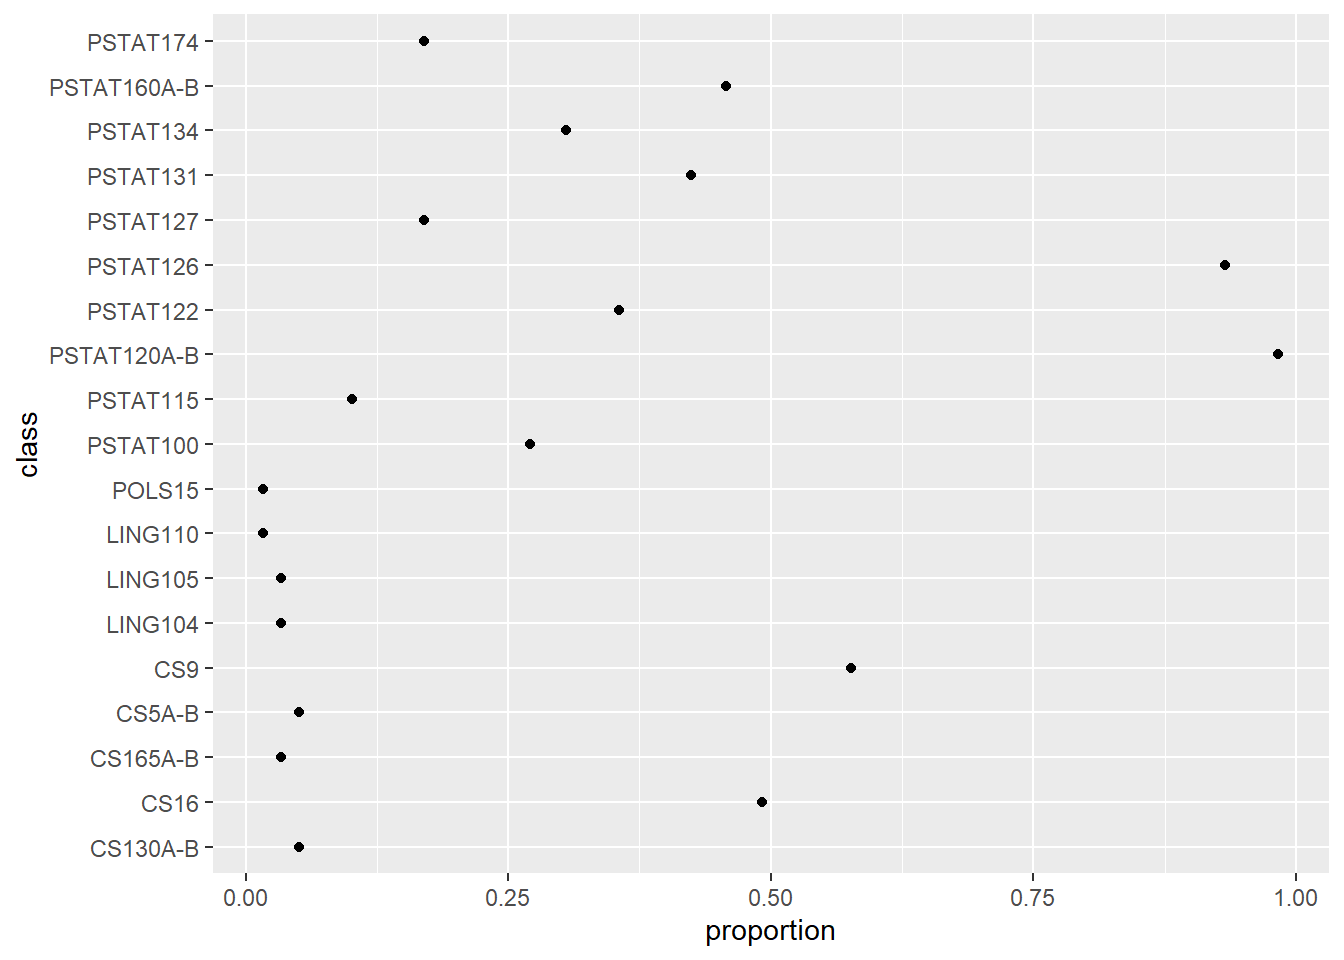 PSTAT174
PSTAT160A-B
PSTAT134
PSTAT131
PSTAT127
PSTAT126
PSTAT122
PSTAT120A-B
PSTAT115
PSTAT100
POLS15
LING110
LING105
LING104
CS9
CS5A-B
CS165A-B
CS16
CS130A-B
class
0.00 0.25 0.50 0.75 1.00
proportion